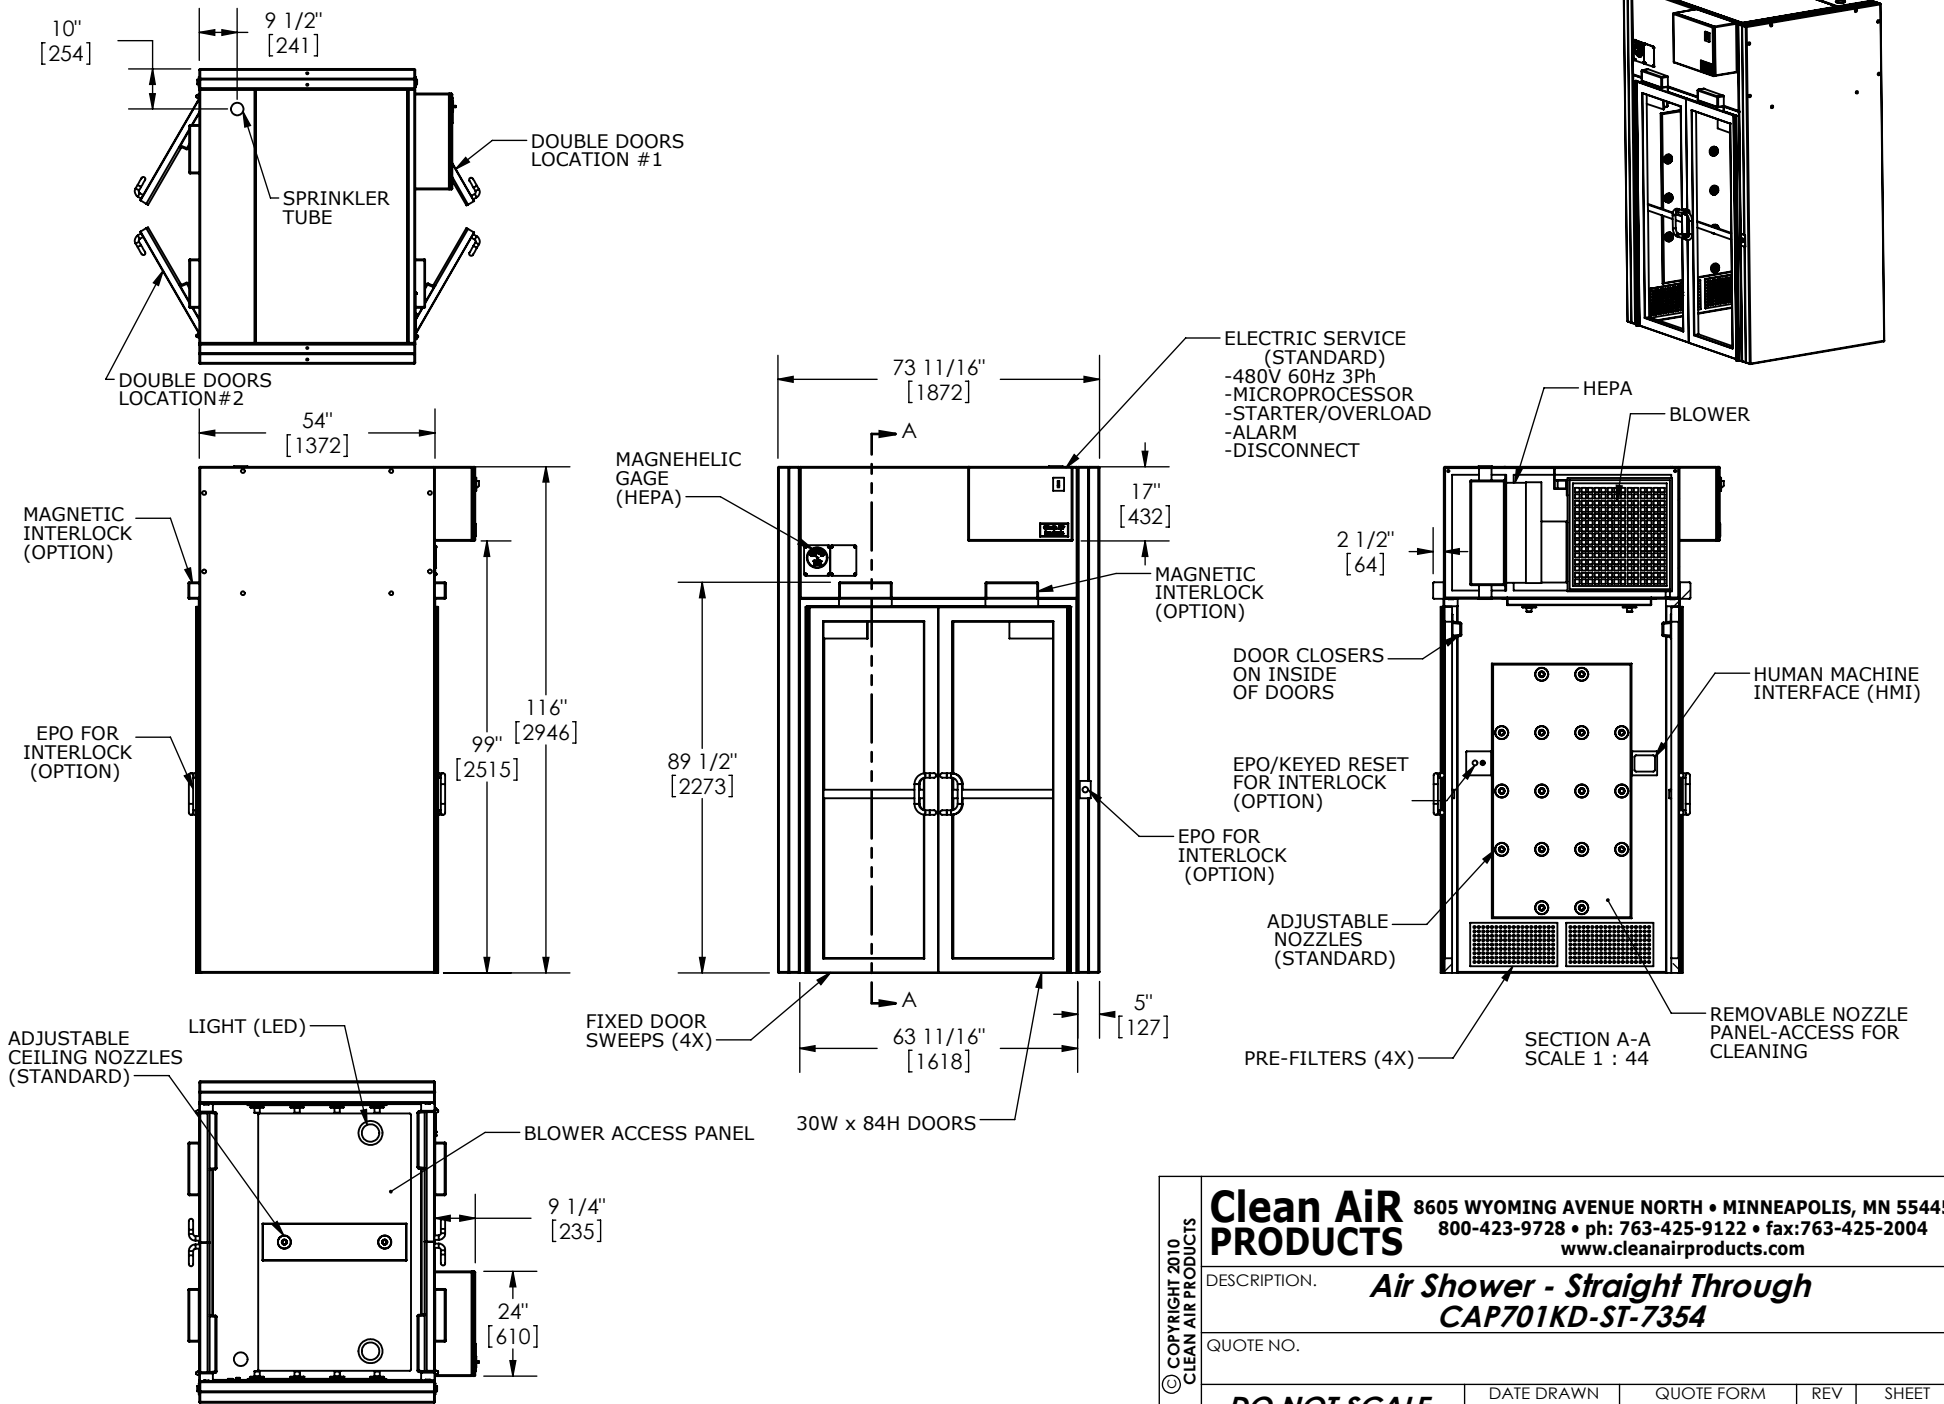 10"
[254]
9 1/2"
[241]
DOUBLE DOORS
LOCATION #1
SPRINKLER
TUBE
DOUBLE DOORS
LOCATION#2
54"
[1372]
MAGNETIC
INTERLOCK
(OPTION)
EPO FOR
INTERLOCK
(OPTION)
116"
[2946]
99"
[2515]
MAGNEHELIC
GAGE
(HEPA)
73 11/16"
[1872]
A
ELECTRIC SERVICE
(STANDARD)
-480V 60Hz 3Ph
-MICROPROCESSOR
-STARTER/OVERLOAD
-ALARM
-DISCONNECT
17"
[432]
MAGNETIC
INTERLOCK
(OPTION)
89 1/2"
[2273]
EPO FOR
INTERLOCK
(OPTION)
A
5"
[127]
63 11/16"
[1618]
FIXED DOOR
SWEEPS (4X)
30W x 84H DOORS
HEPA
BLOWER
2 1/2"
[64]
DOOR CLOSERS
ON INSIDE
OF DOORS
HUMAN MACHINE
INTERFACE (HMI)
EPO/KEYED RESET
FOR INTERLOCK
(OPTION)
ADJUSTABLE
NOZZLES
(STANDARD)
PRE-FILTERS (4X)
SECTION A-A
SCALE 1 : 44
REMOVABLE NOZZLE
PANEL-ACCESS FOR
CLEANING
ADJUSTABLE
CEILING NOZZLES
(STANDARD)
LIGHT (LED)
BLOWER ACCESS PANEL
9 1/4"
[235]
24"
[610]
© COPYRIGHT 2010
CLEAN AIR PRODUCTS
Clean AiR
PRODUCTS
8605 WYOMING AVENUE NORTH • MINNEAPOLIS, MN 55445
800-423-9728 • ph: 763-425-9122 • fax:763-425-2004
www.cleanairproducts.com
DESCRIPTION.
Air Shower - Straight Through
CAP701KD-ST-7354
QUOTE NO.
DO NOT SCALE
DATE DRAWN
QUOTE FORM
REV
SHEET